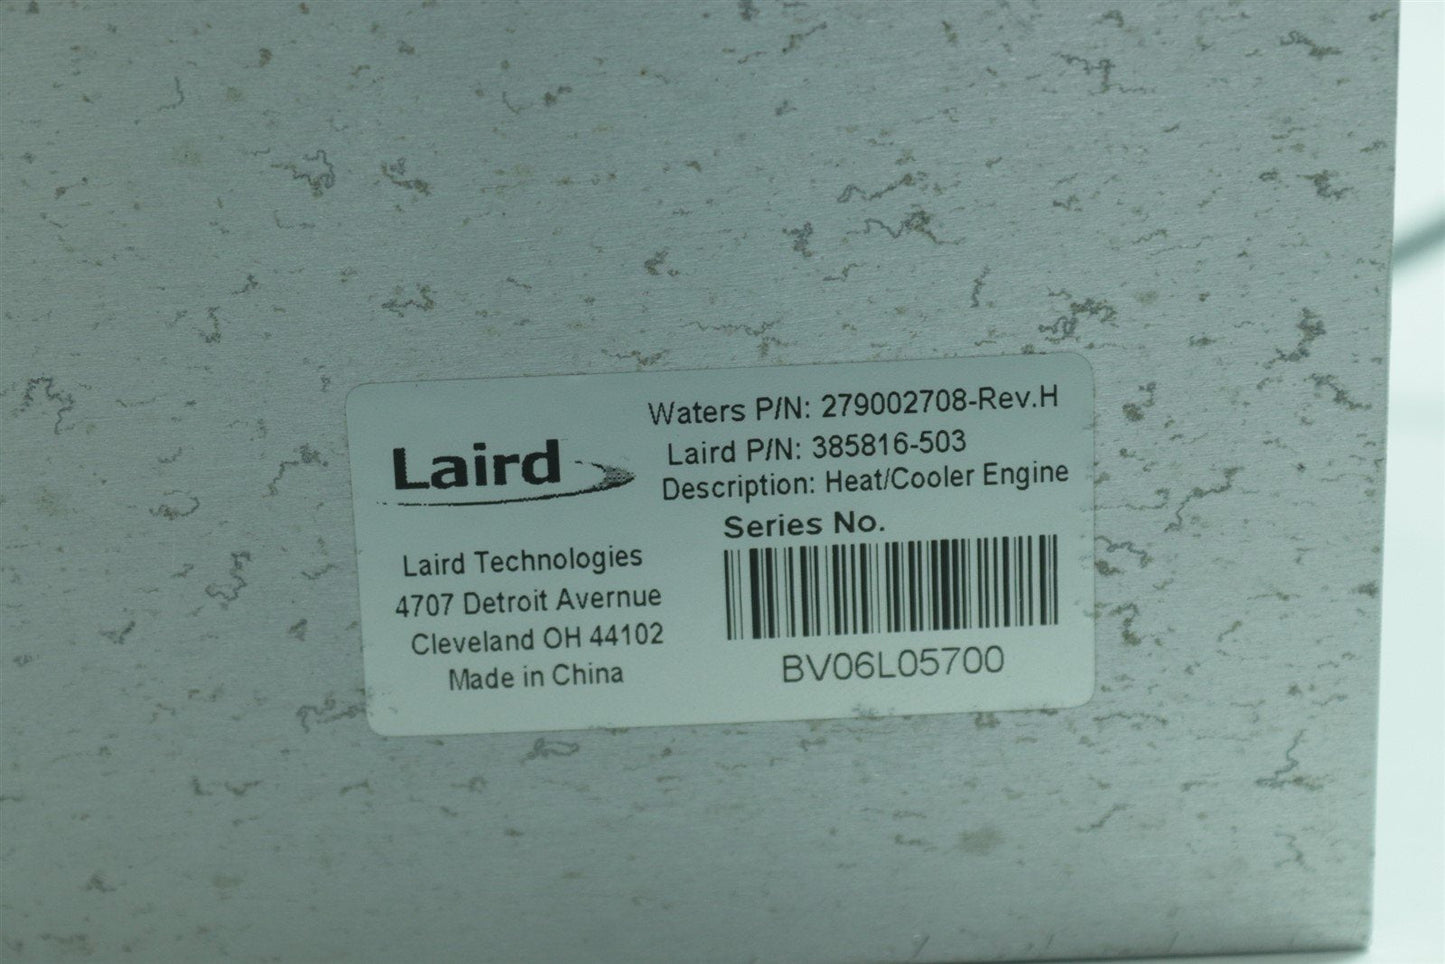 Laird
Waters P/N: 279002708-Rev.H
Laird P/N: 385816-503
Description: Heat/Cooler Engine
Series No.
BV06L05700
Laird Technologies
4707 Detroit Avernue
Cleveland OH 44102
Made in China